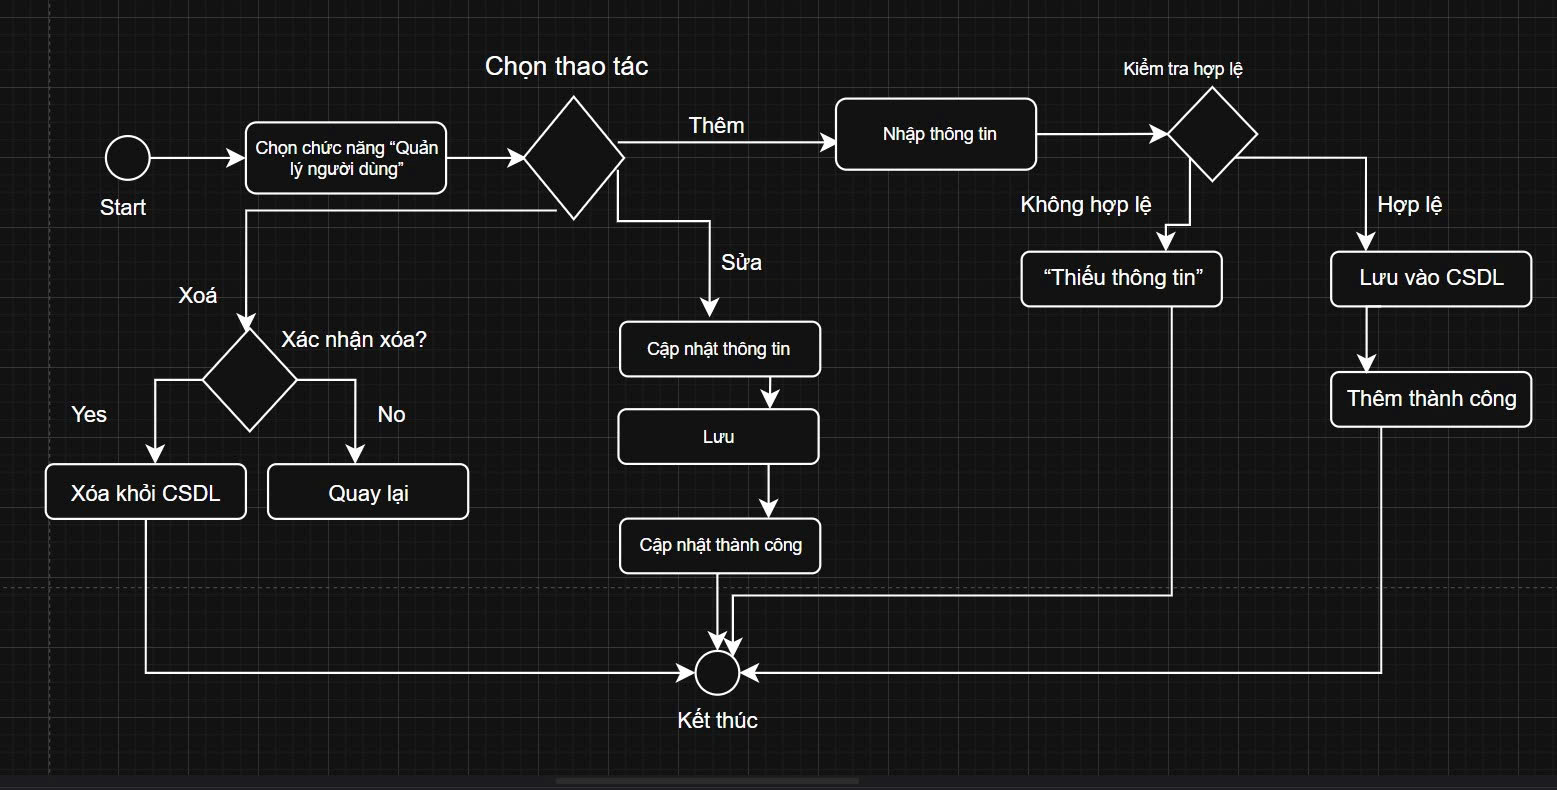 Chọn thao tác
Kiểm tra hợp lệ
Thêm
Nhập thông tin
Chọn chức năng “Quản
lý người dùng”
Start
Không hợp lệ
Hợp lệ
Sửa
“Thiếu thông tin”
Lưu vào CSDL
Xoá
Xác nhận xóa?
Cập nhật thông tin
Thêm thành công
Yes
No
Lưu
Xóa khỏi CSDL
Quay lại
Cập nhật thành công
Kết thúc